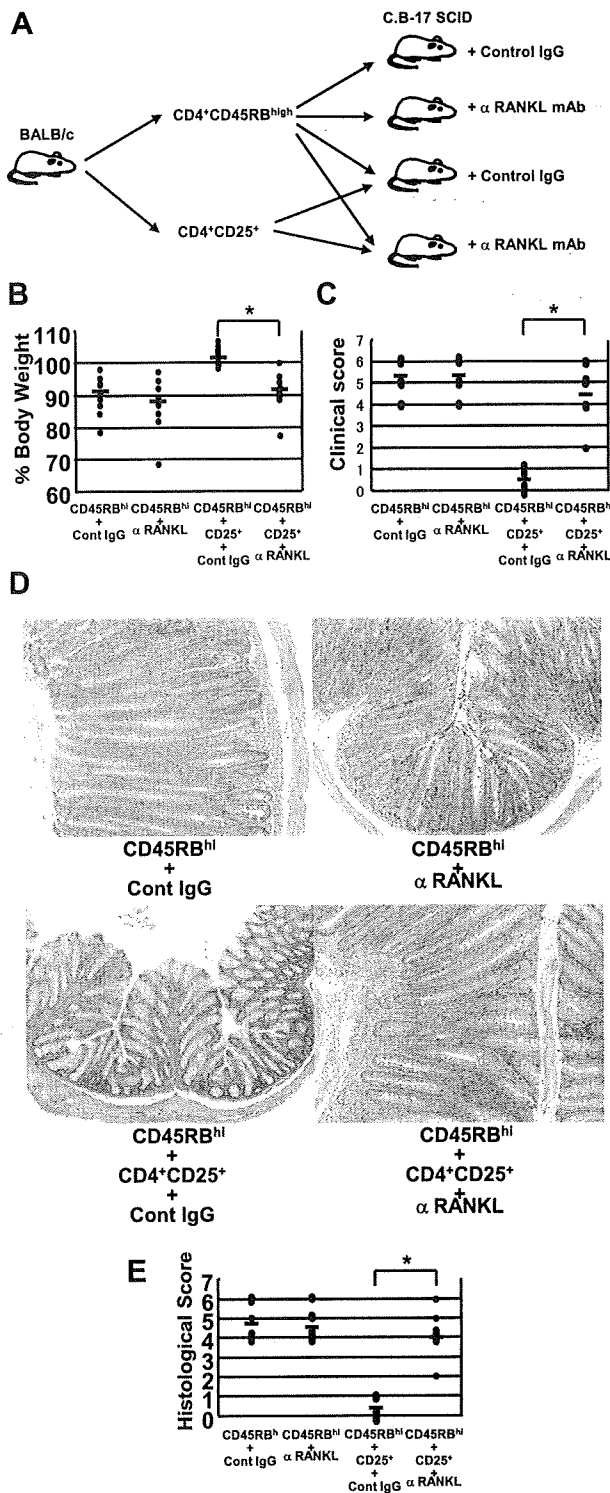 A
C.B-17 SCID
+ Control IgG
BALB/c
CD4+CD45RBhigh
+ α RANKL mAb
+ Control IgG
CD4+CD25+
+ α RANKL mAb
B
% Body Weight
110
100
90
80
70
60
*
CD45RBhi
+
Cont IgG
CD45RBhi
+
α RANKL
CD45RBhi
+
CD25+
+
Cont IgG
CD45RBhi
+
CD25+
+
α RANKL
C
Clinical score
7
6
5
4
3
2
1
0
*
CD45RBhi
+
Cont IgG
CD45RBhi
+
α RANKL
CD45RBhi
+
CD25+
+
Cont IgG
CD45RBhi
+
CD25+
+
α RANKL
D
CD45RBhi
+
Cont IgG
CD45RBhi
+
α RANKL
CD45RBhi
+
CD4+CD25+
+
Cont IgG
CD45RBhi
+
CD4+CD25+
+
α RANKL
E
Histological Score
7
6
5
4
3
2
1
0
*
CD45RBh
+
Cont IgG
CD45RBhi
+
α RANKL
CD45RBhi
+
CD25+
+
Cont IgG
CD45RBhi
+
CD25+
+
α RANKL